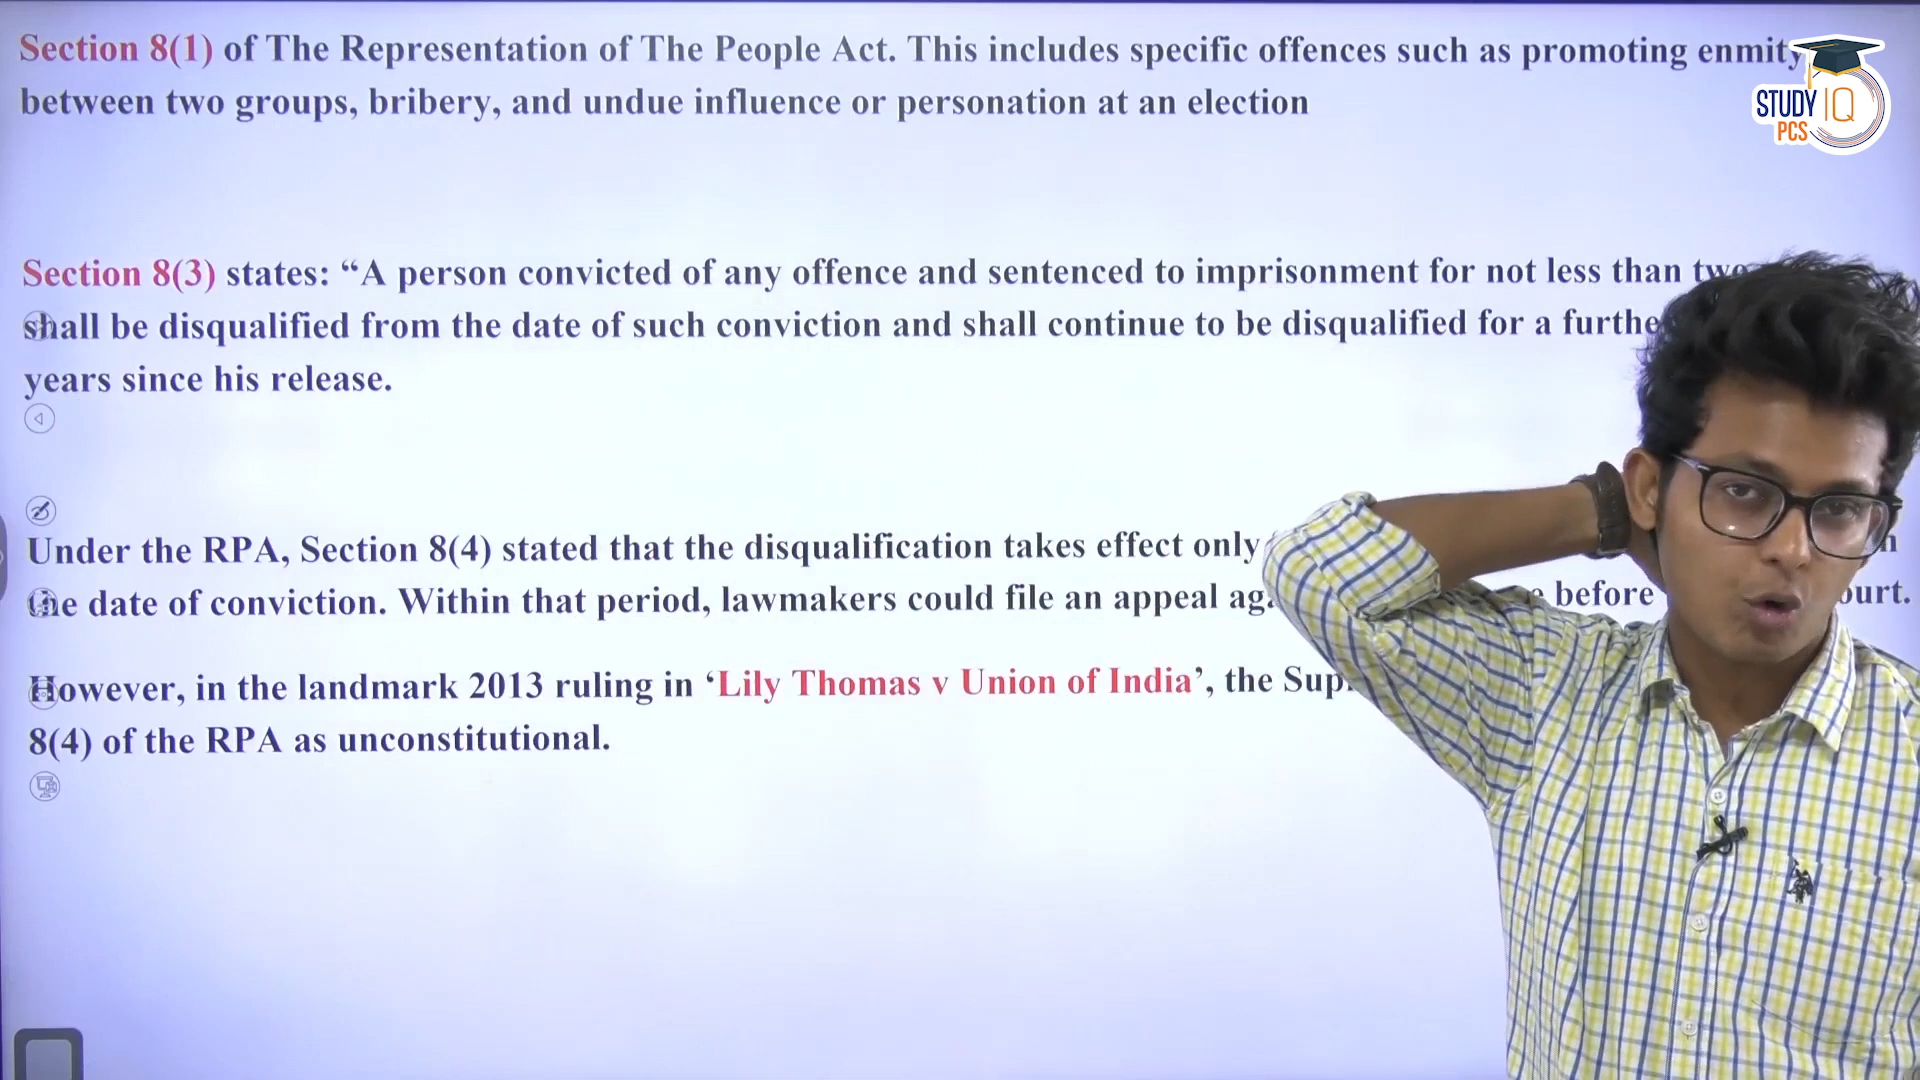 Section 8(1) of The Representation of The People Act. This includes specific offences such as promoting enmity
between two groups, bribery, and undue influence or personation at an election
STUDY IQ
PCS
Section 8(3) states: “A person convicted of any offence and sentenced to imprisonment for not less than two
shall be disqualified from the date of such conviction and shall continue to be disqualified for a
years since his release.
Under the RPA, Section 8(4) stated that the disqualification takes effect only
the date of conviction. Within that period, lawmakers could file an appeal before
However, in the landmark 2013 ruling in ‘Lily Thomas v Union of India’, the
8(4) of the RPA as unconstitutional.